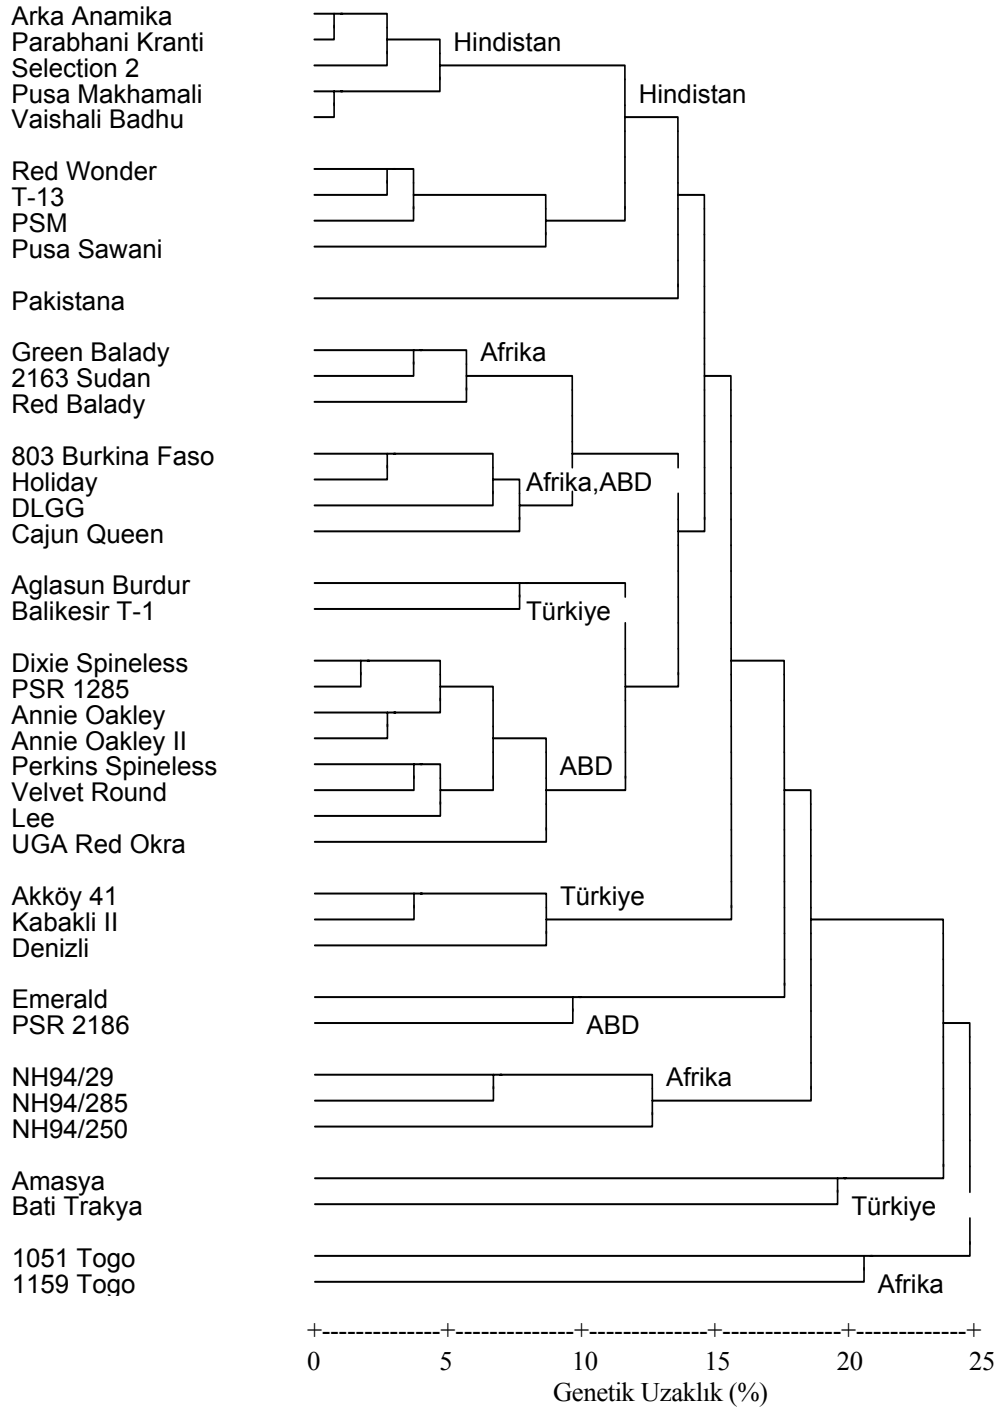 Arka Anamika
Parabhani Kranti
Hindistan
Selection 2
Pusa Makhamali
Hindistan
Vaishali Badhu
Red Wonder
T-13
PSM
Pusa Sawani
Pakistana
Green Balady
Afrika
2163 Sudan
Red Balady
803 Burkina Faso
Holiday
Afrika,ABD
DLGG
Cajun Queen
Aglasun Burdur
Balikesir T-1
Türkiye
Dixie Spineless
PSR 1285
Annie Oakley
Annie Oakley II
Perkins Spineless
ABD
Velvet Round
Lee
UGA Red Okra
Akköy 41
Türkiye
Kabakli II
Denizli
Emerald
PSR 2186
ABD
NH94/29
Afrika
NH94/285
NH94/250
Amasya
Bati Trakya
Türkiye
1051 Togo
1159 Togo
Afrika
0 5 10 15 20 25
Genetik Uzaklık (%)